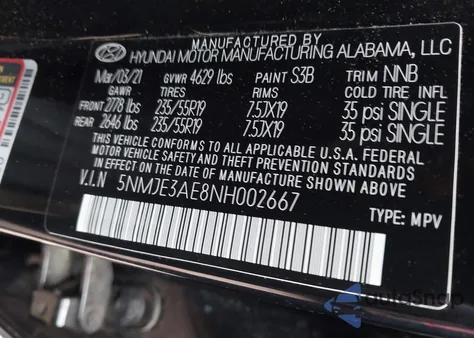 MANUFACTURED BY
HYUNDAI MOTOR MANUFACTURING ALABAMA, LLC
Mar/03/21 GVWR 4629 lbs PAINT S3B TRIM NNB
GAWR TIRES RIMS COLD TIRE INFL
FRONT 2778 lbs 235/55R19 7.5JX19 35 psi SINGLE
REAR 2646 lbs 235/55R19 7.5JX19 35 psi SINGLE
THIS VEHICLE CONFORMS TO ALL APPLICABLE U.S.A. FEDERAL
MOTOR VEHICLE SAFETY AND THEFT PREVENTION STANDARDS
IN EFFECT ON THE DATE OF MANUFACTURE SHOWN ABOVE.
V.I.N 5NMJE3AE8NH002667
TYPE: MPV
AutoSnap